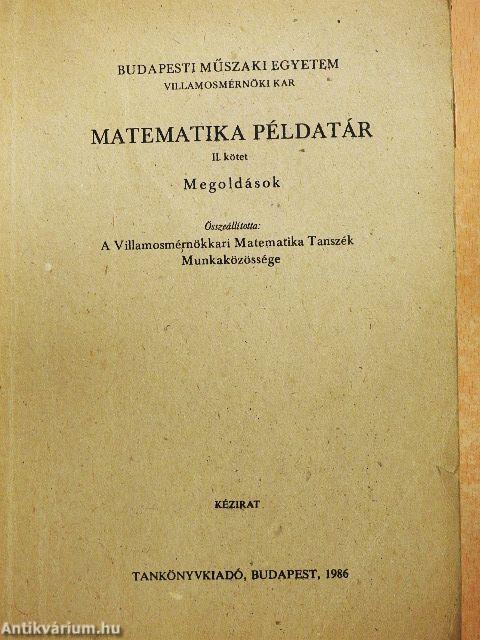 BUDAPESTI MŰSZAKI EGYETEM
VILLAMOSMÉRNÖKI KAR
MATEMATIKA PÉLDATÁR
II. kötet
Megoldások
Összeállította:
A Villamosmérnökkari Matematika Tanszék
Munkaközössége
KÉZIRAT
TANKÖNYVKIADÓ, BUDAPEST, 1986
Antikvárium.hu